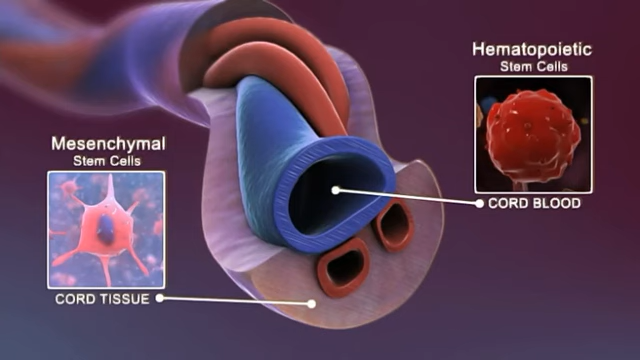 Hematopoietic
Stem Cells
CORD BLOOD
Mesenchymal
Stem Cells
CORD TISSUE